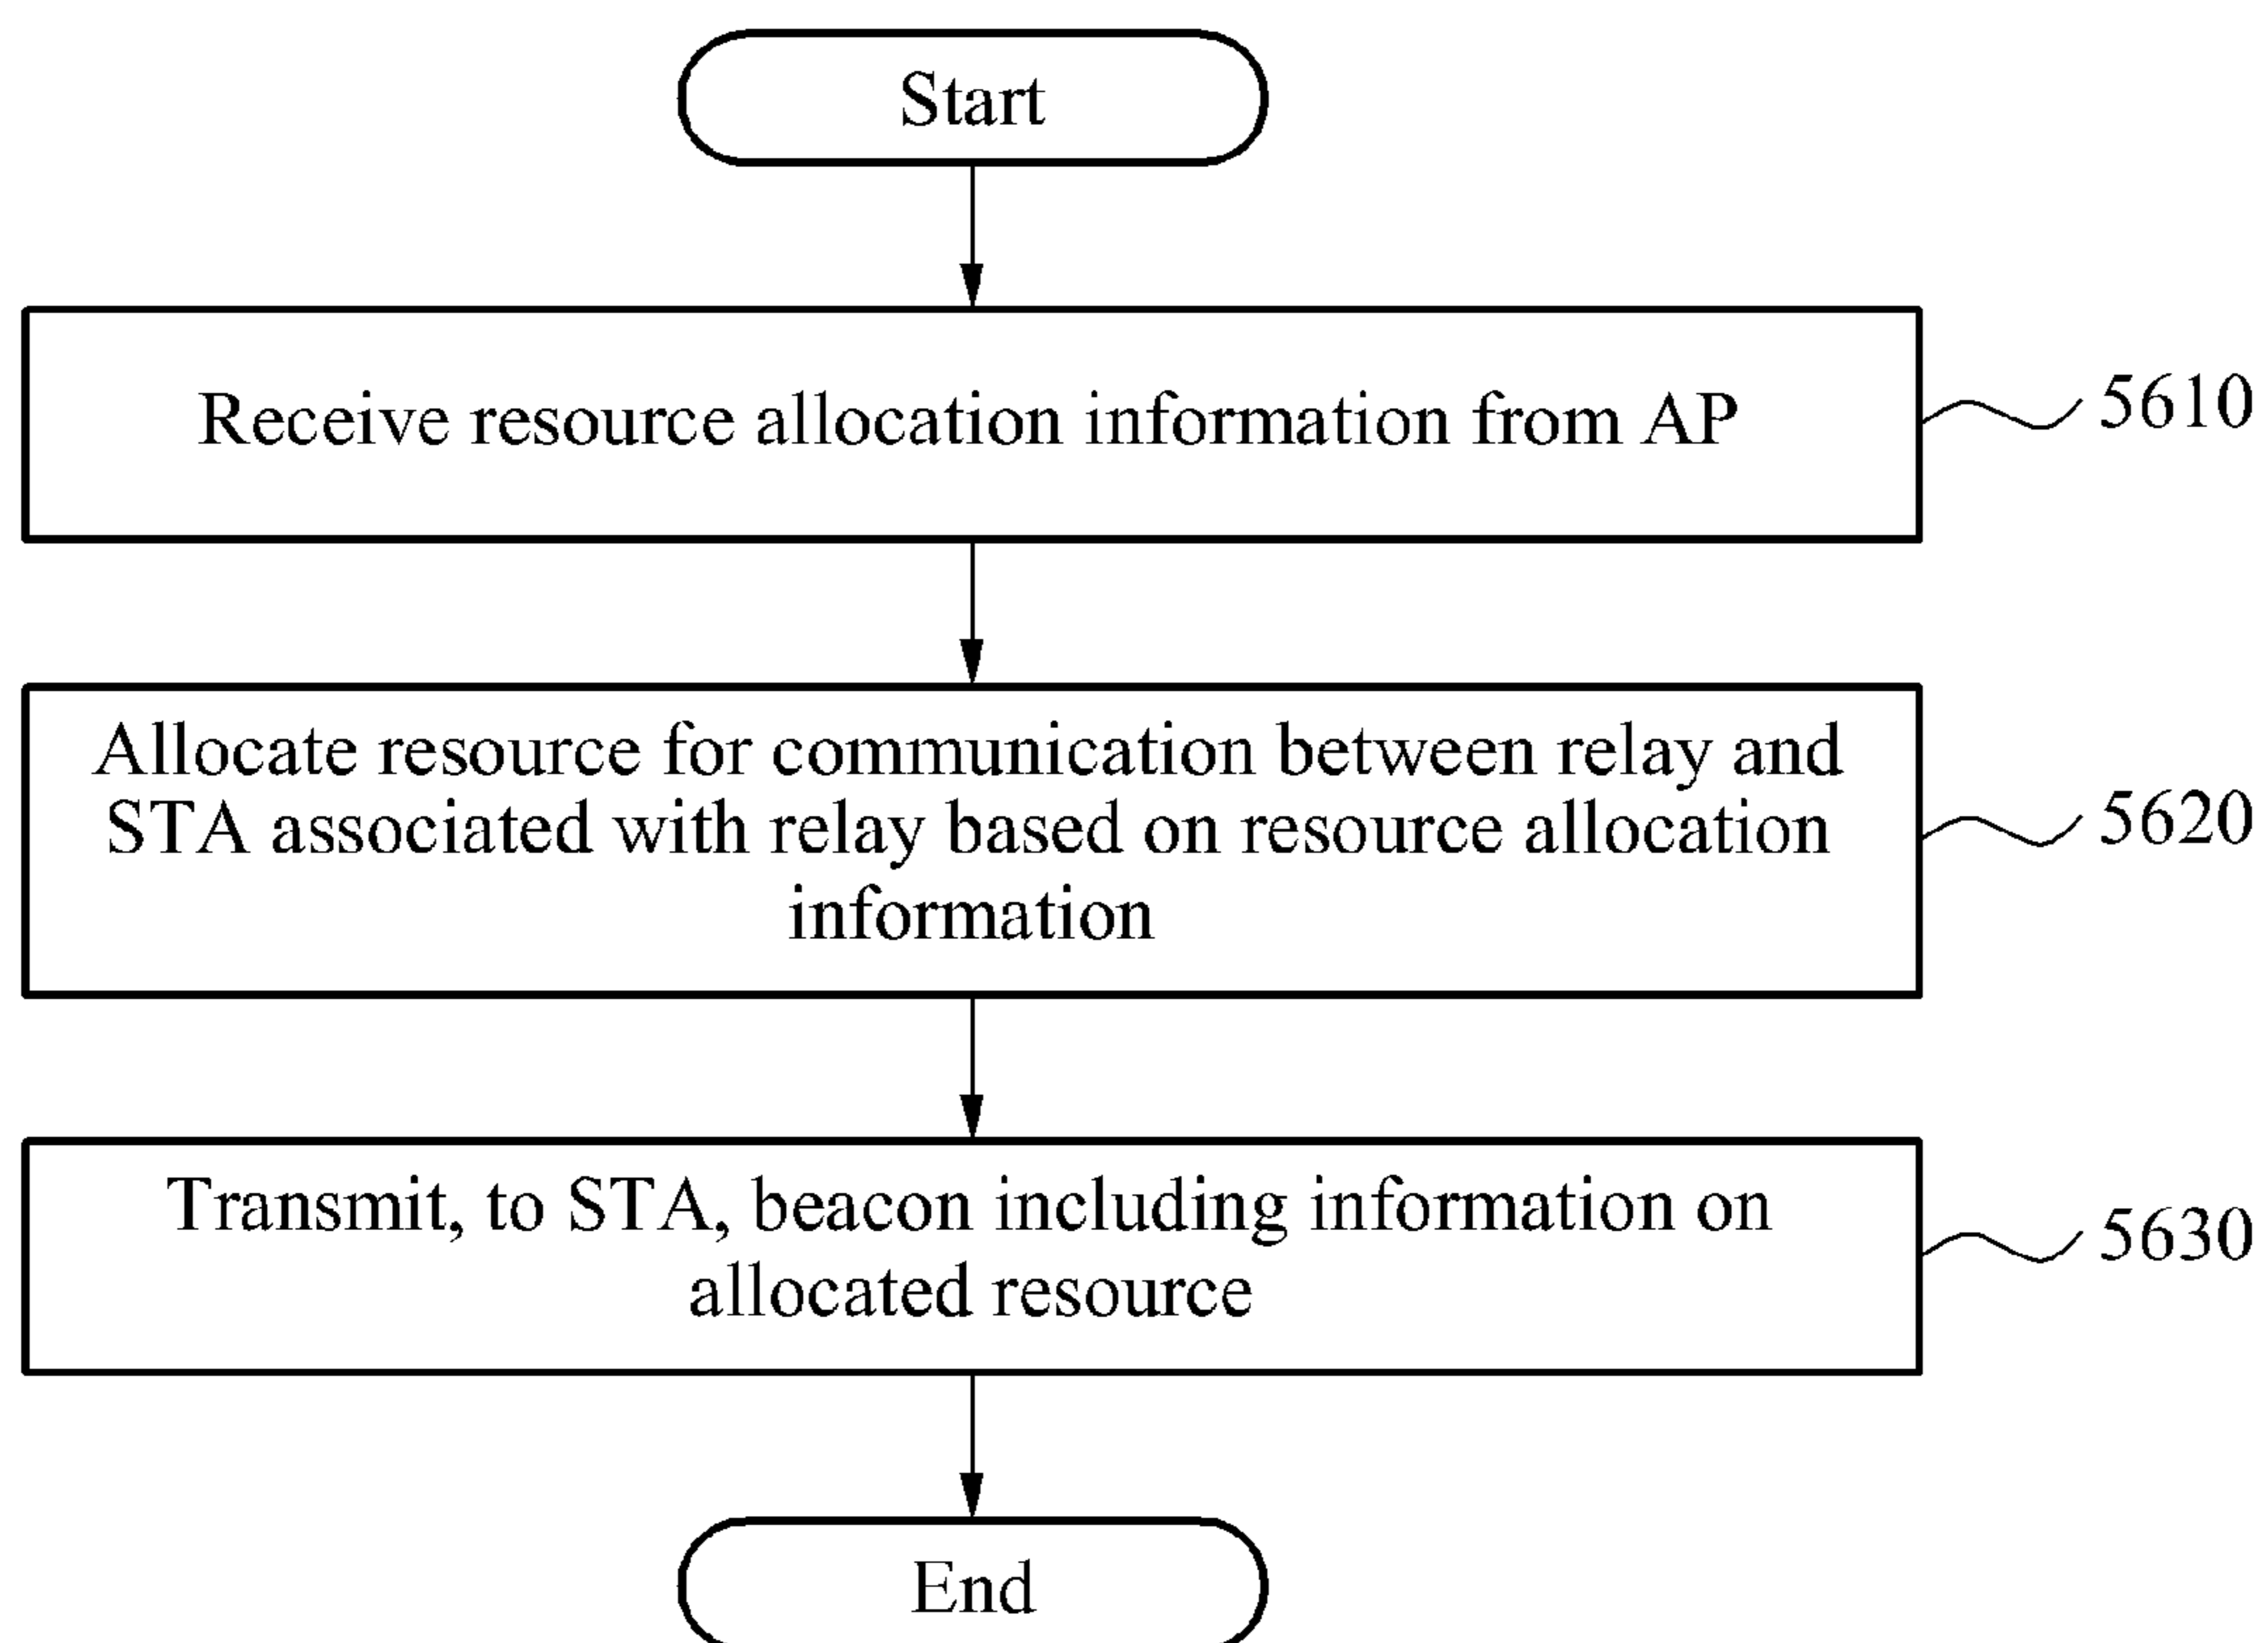 Start
Receive resource allocation information from AP
5610
Allocate resource for communication between relay and
STA associated with relay based on resource allocation
information
5620
Transmit, to STA, beacon including information on
allocated resource
5630
End